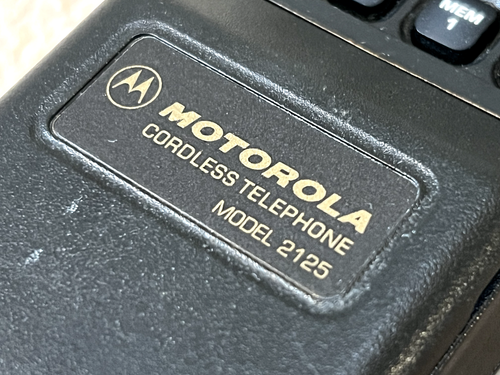 MEM
1
MOTOROLA
CORDLESS TELEPHONE
MODEL 2125